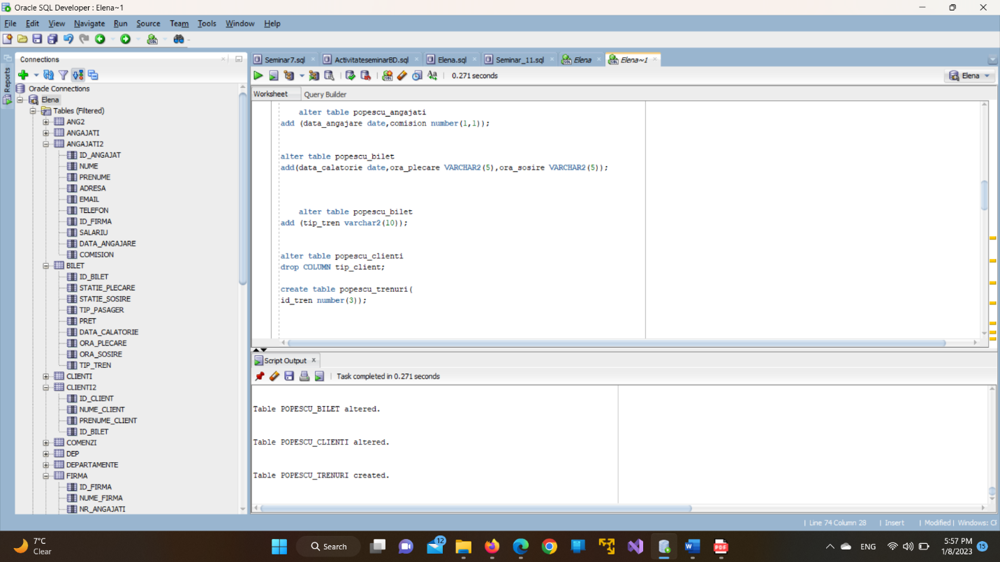 Oracle SQL Developer : Elena~1
File Edit View Navigate Run Source Team Tools Window Help
Connections
Reports
Oracle Connections
Elena
Tables (Filtered)
ANG2
ANGAJATI
ANGAJATI2
ID_ANGAJAT
NUME
PRENUME
ADRESA
EMAIL
TELEFON
ID_FIRMA
SALARIU
DATA_ANGAJARE
COMISION
BILET
ID_BILET
STATIE_PLECARE
STATIE_SOSIRE
TIP_PASAGER
PRET
DATA_CALATORIE
ORA_PLECARE
ORA_SOSIRE
TIP_TREN
CLIENTI
CLIENTI2
ID_CLIENT
NUME_CLIENT
PRENUME_CLIENT
ID_BILET
COMENZI
DEP
DEPARTAMENTE
FIRMA
ID_FIRMA
NUME_FIRMA
NR_ANGAJATI
Seminar7.sql ActivitateseminarBD.sql Elena.sql Seminar_11.sql Elena Elena~1
0.271 seconds
Elena
Worksheet Query Builder
alter table popescu_angajati
add (data_angajare date,comision number(1,1));
alter table popescu_bilet
add(data_calatorie date,ora_plecare VARCHAR2(5),ora_sosire VARCHAR2(5));
alter table popescu_bilet
add (tip_tren varchar2(10));
alter table popescu_clienti
drop COLUMN tip_client;
create table popescu_trenuri(
id_tren number(3));
Script Output
Task completed in 0.271 seconds
Table POPESCU_BILET altered.
Table POPESCU_CLIENTI altered.
Table POPESCU_TRENURI created.
Line 74 Column 28 | Insert | Modified | Windows: C
7°C
Clear
Search
12
ENG
5:57 PM
1/8/2023
15